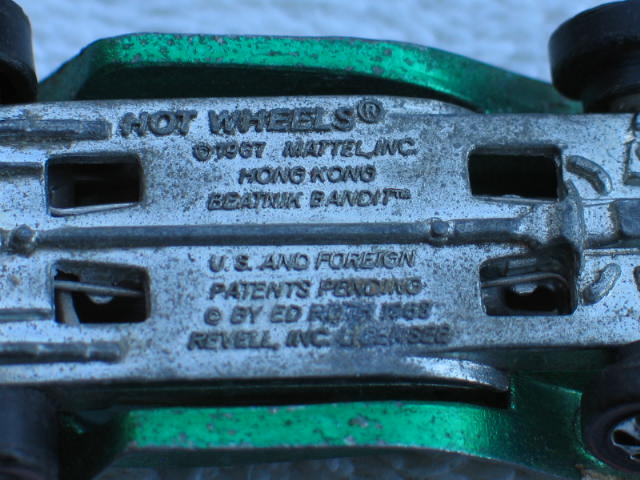 HOT WHEELS®
©1967 MATTEL, INC.
HONG KONG
BEATNIK BANDIT™
U.S. AND FOREIGN
PATENTS PENDING
© BY ED ROTH 1963
REVELL, INC. LICENSEE